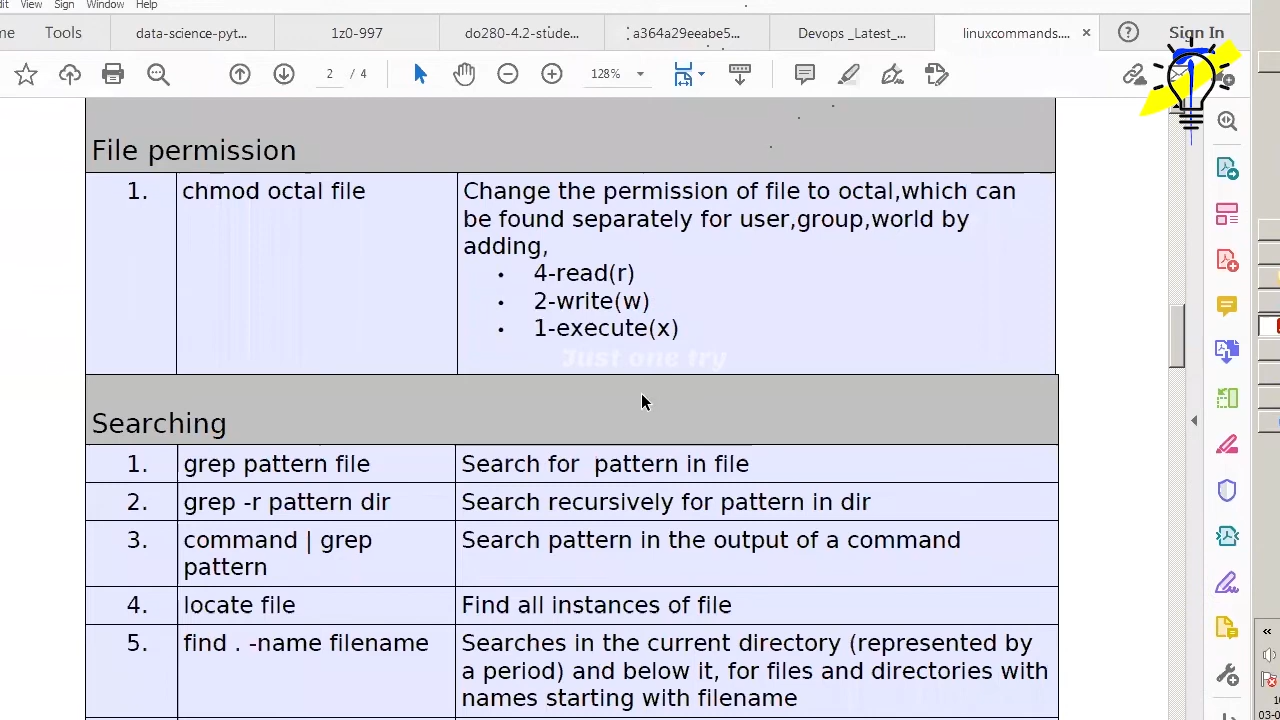 dit View Sign Window Help
me Tools data-science-pyt... 1z0-997 do280-4.2-stude... a364a29eeabe5... Devops _Latest_... linuxcommands.... × Sign In
2 / 4 128%
File permission
1. chmod octal file Change the permission of file to octal,which can
be found separately for user,group,world by
adding,
• 4-read(r)
• 2-write(w)
• 1-execute(x)
Just one try
Searching
1. grep pattern file Search for pattern in file
2. grep -r pattern dir Search recursively for pattern in dir
3. command | grep Search pattern in the output of a command
pattern
4. locate file Find all instances of file
5. find . -name filename Searches in the current directory (represented by
a period) and below it, for files and directories with
names starting with filename